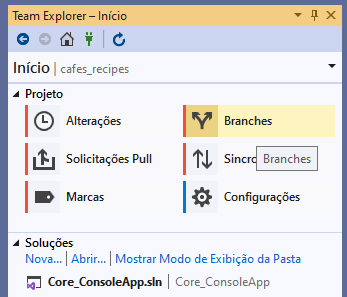 Team Explorer – Início
Início | cafes_recipes
Projeto
Alterações
Branches
Solicitações Pull
Sincro
Branches
Marcas
Configurações
Soluções
Nova... | Abrir... | Mostrar Modo de Exibição da Pasta
Core_ConsoleApp.sln | Core_ConsoleApp